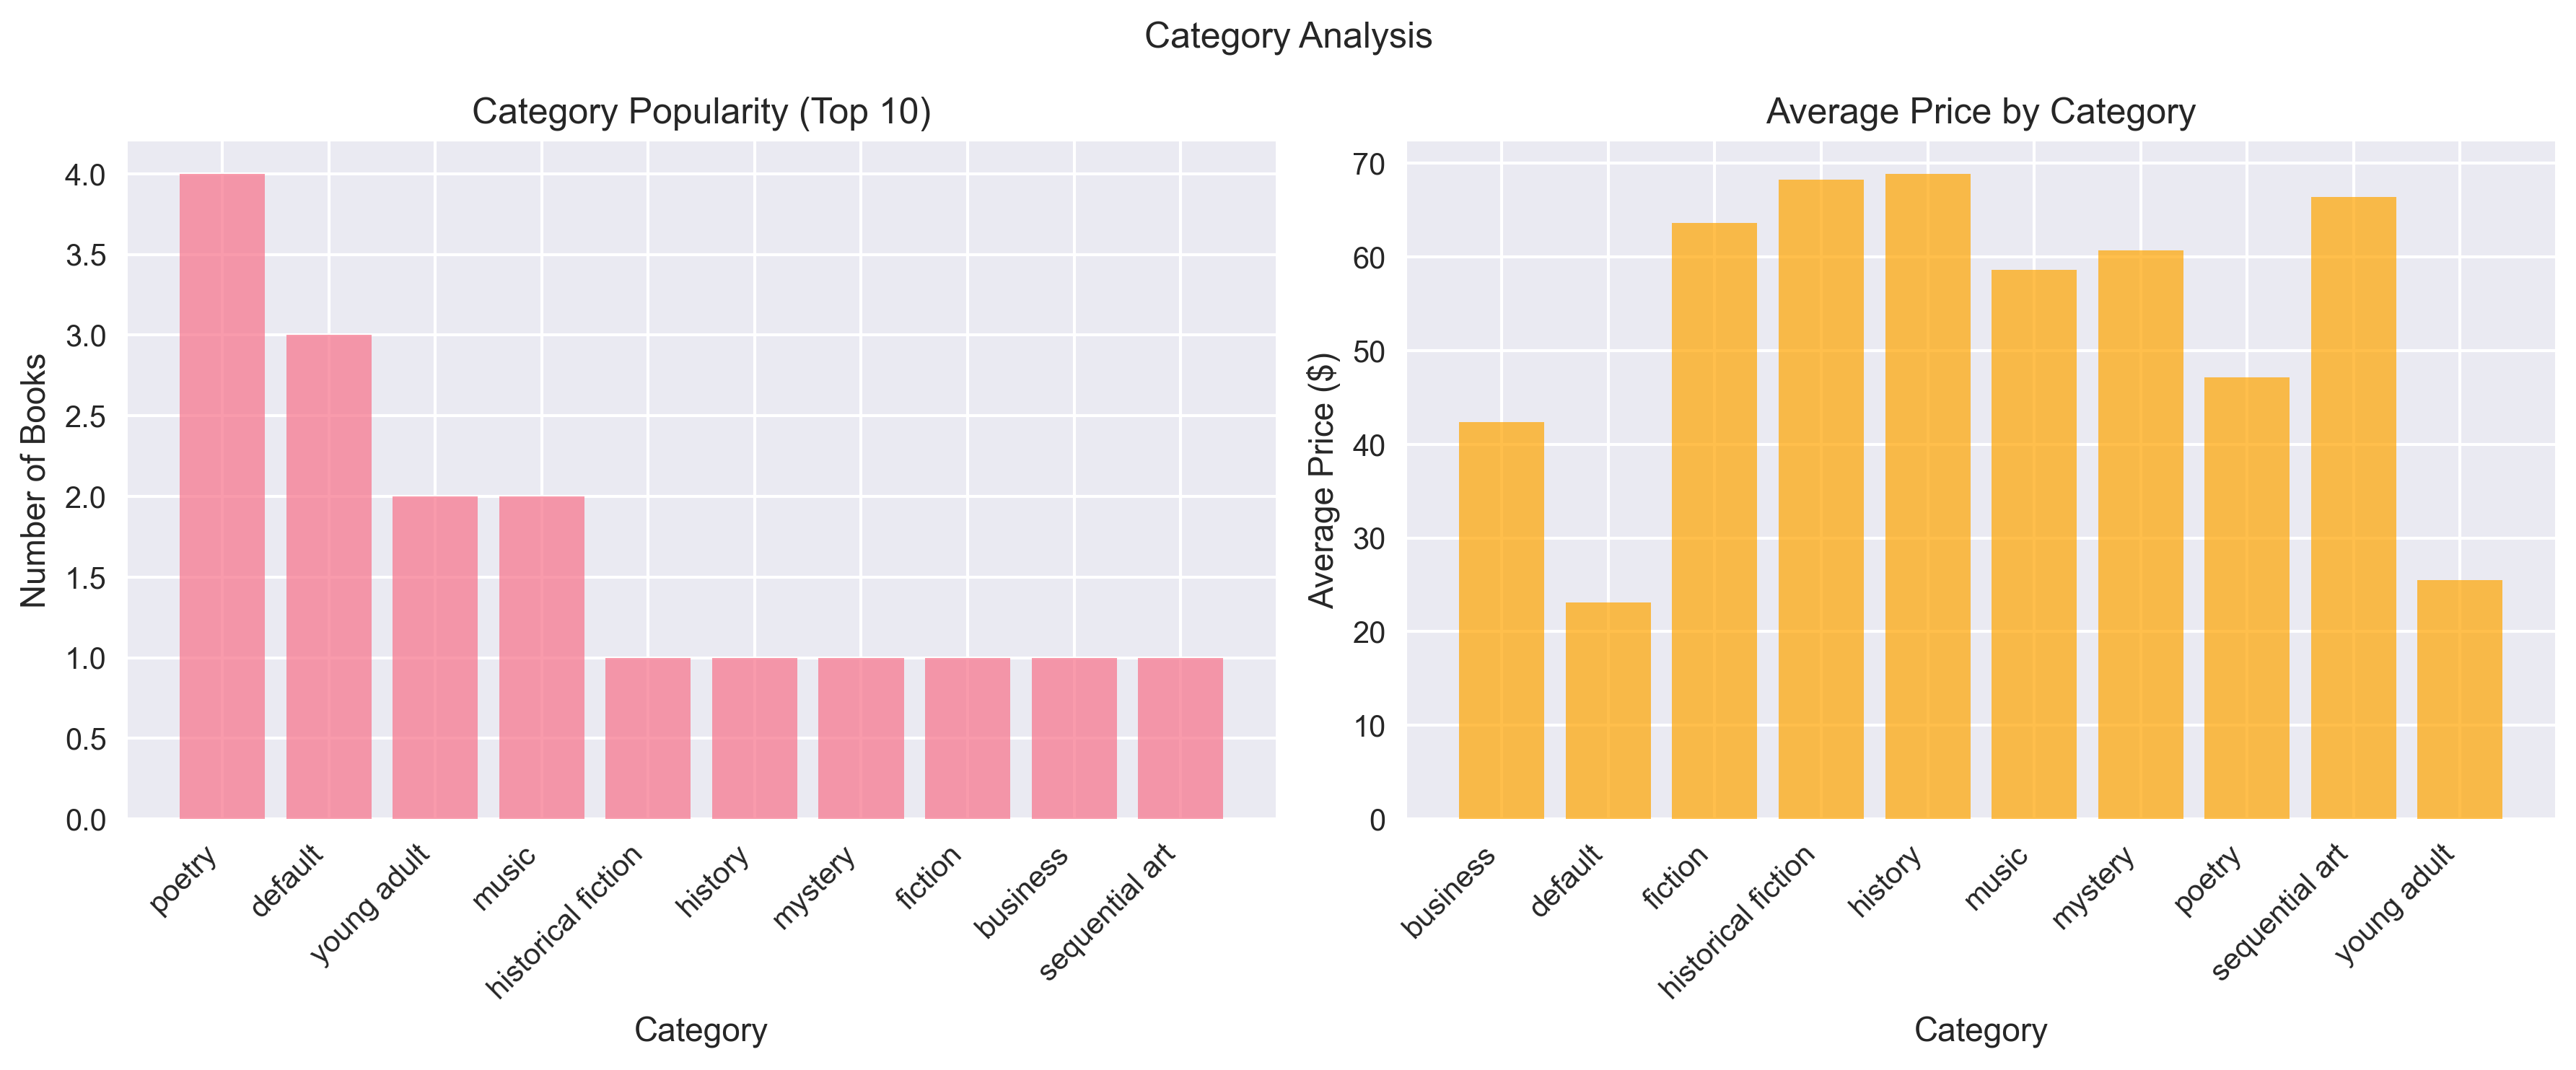 Category Analysis
Category Popularity (Top 10)
Number of Books
4.0
3.5
3.0
2.5
2.0
1.5
1.0
0.5
0.0
poetry
default
young adult
music
historical fiction
history
mystery
fiction
business
sequential art
Category
Average Price by Category
Average Price ($)
70
60
50
40
30
20
10
0
business
default
fiction
historical fiction
history
music
mystery
poetry
sequential art
young adult
Category